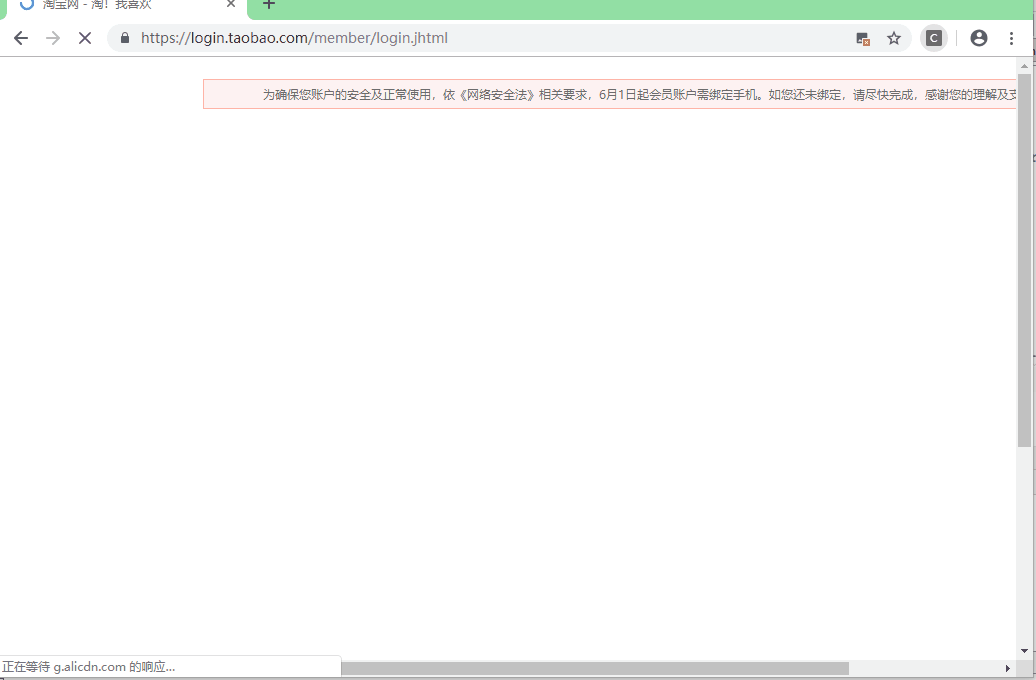 淘宝网 - 淘！我喜欢
https://login.taobao.com/member/login.jhtml
C
为确保您账户的安全及正常使用，依《网络安全法》相关要求，6月1日起会员账户需绑定手机。如您还未绑定，请尽快完成，感谢您的理解及支
正在等待 g.alicdn.com 的响应...